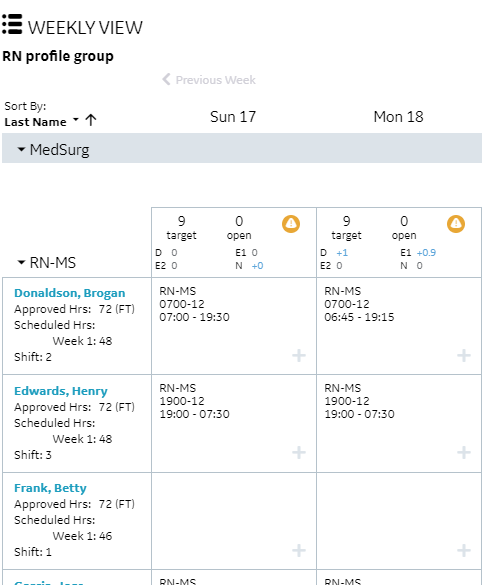 WEEKLY VIEW
RN profile group
Previous Week
Sort By:
Last Name
Sun 17
Mon 18
MedSurg
9 0 9 0
target open target open
D 0 E1 0 D +1 E1 +0.9
E2 0 N +0 E2 0 N 0
RN-MS
Donaldson, Brogan
Approved Hrs: 72 (FT)
Scheduled Hrs:
Week 1: 48
Shift: 2
RN-MS
0700-12
07:00 - 19:30
RN-MS
0700-12
06:45 - 19:15
Edwards, Henry
Approved Hrs: 72 (FT)
Scheduled Hrs:
Week 1: 48
Shift: 3
RN-MS
1900-12
19:00 - 07:30
RN-MS
1900-12
19:00 - 07:30
Frank, Betty
Approved Hrs: 72 (FT)
Scheduled Hrs:
Week 1: 46
Shift: 1
RN-MS
RN-MS